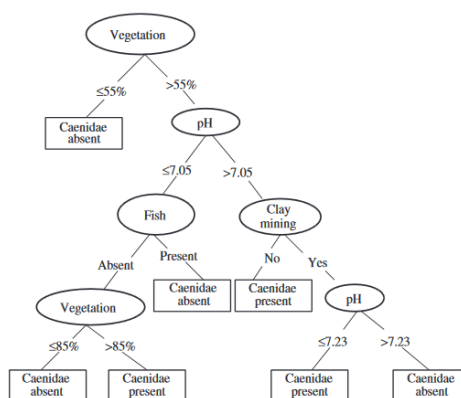 Vegetation
≤55%
>55%
Caenidae
absent
pH
≤7.05
>7.05
Fish
Clay
mining
Absent
Present
No
Yes
Vegetation
Caenidae
absent
Caenidae
present
pH
≤85%
>85%
≤7.23
>7.23
Caenidae
absent
Caenidae
present
Caenidae
present
Caenidae
absent